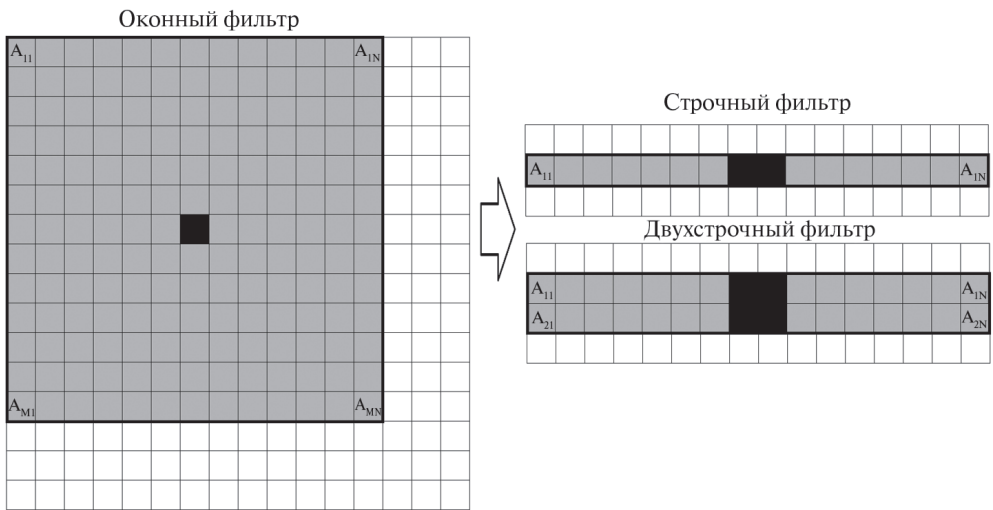 Оконный фильтр
A11 A1N
AM1 AMN
Строчный фильтр
A11 A1N
Двухстрочный фильтр
A11 A1N
A21 A2N